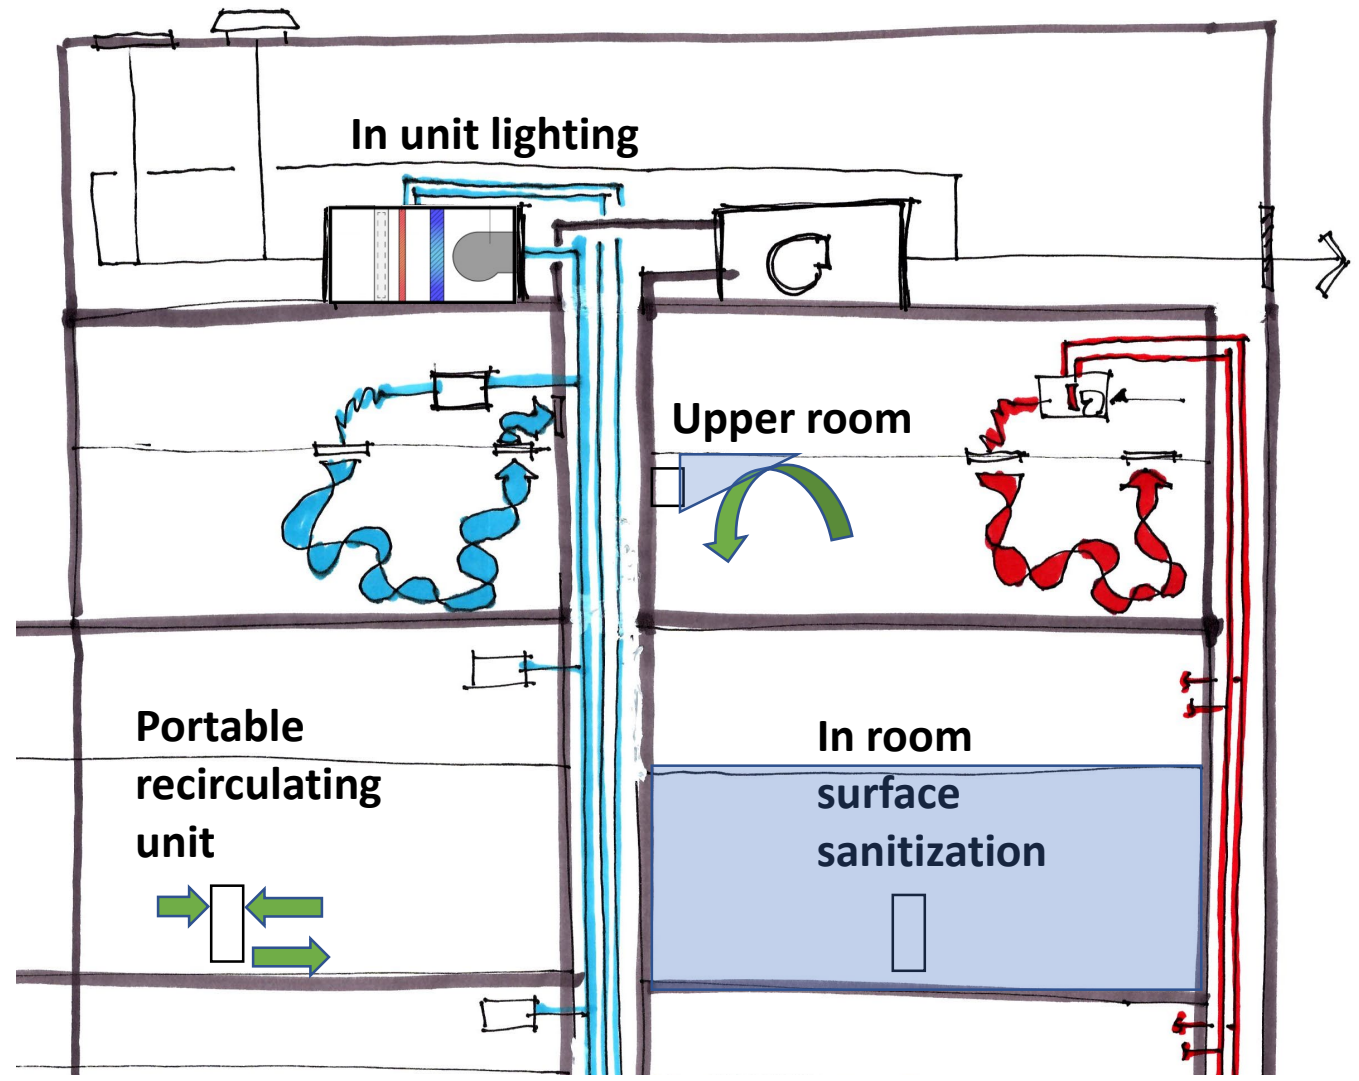 In unit lighting
Upper room
Portable
recirculating
unit
In room
surface
sanitization